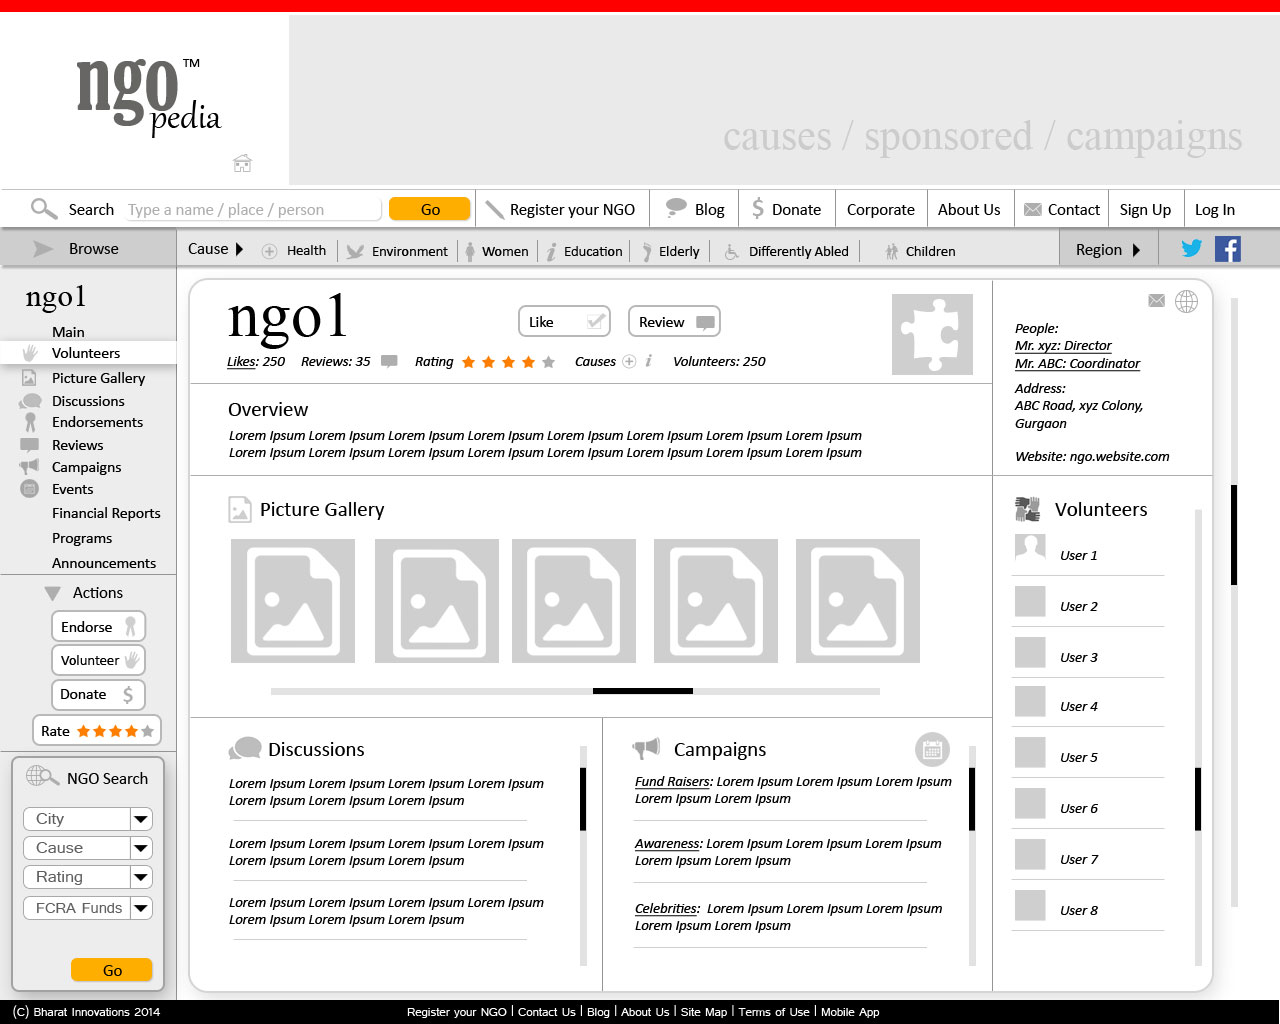 ngo™
pedia
causes / sponsored / campaigns
Search Type a name / place / person Go Register your NGO Blog $ Donate Corporate About Us Contact Sign Up Log In
Browse Cause Health Environment Women Education Elderly Differently Abled Children Region
ngo1
Main
Volunteers
Picture Gallery
Discussions
Endorsements
Reviews
Campaigns
Events
Financial Reports
Programs
Announcements
Actions
Endorse
Volunteer
Donate $
Rate
NGO Search
City
Cause
Rating
FCRA Funds
Go
ngo1
Like
Review
Likes: 250 Reviews: 35 Rating Causes Volunteers: 250
People:
Mr. xyz: Director
Mr. ABC: Coordinator
Address:
ABC Road, xyz Colony,
Gurgaon
Website: ngo.website.com
Overview
Lorem Ipsum Lorem Ipsum Lorem Ipsum Lorem Ipsum Lorem Ipsum Lorem Ipsum Lorem Ipsum Lorem Ipsum
Lorem Ipsum Lorem Ipsum Lorem Ipsum Lorem Ipsum Lorem Ipsum Lorem Ipsum Lorem Ipsum Lorem Ipsum
Picture Gallery
Discussions
Lorem Ipsum Lorem Ipsum Lorem Ipsum Lorem Ipsum
Lorem Ipsum Lorem Ipsum Lorem Ipsum
Lorem Ipsum Lorem Ipsum Lorem Ipsum Lorem Ipsum
Lorem Ipsum Lorem Ipsum Lorem Ipsum
Lorem Ipsum Lorem Ipsum Lorem Ipsum Lorem Ipsum
Lorem Ipsum Lorem Ipsum Lorem Ipsum
Campaigns
Fund Raisers: Lorem Ipsum Lorem Ipsum Lorem Ipsum
Lorem Ipsum Lorem Ipsum
Awareness: Lorem Ipsum Lorem Ipsum Lorem Ipsum
Lorem Ipsum Lorem Ipsum
Celebrities: Lorem Ipsum Lorem Ipsum Lorem Ipsum
Lorem Ipsum Lorem Ipsum
Volunteers
User 1
User 2
User 3
User 4
User 5
User 6
User 7
User 8
(C) Bharat Innovations 2014 Register your NGO | Contact Us | Blog | About Us | Site Map | Terms of Use | Mobile App